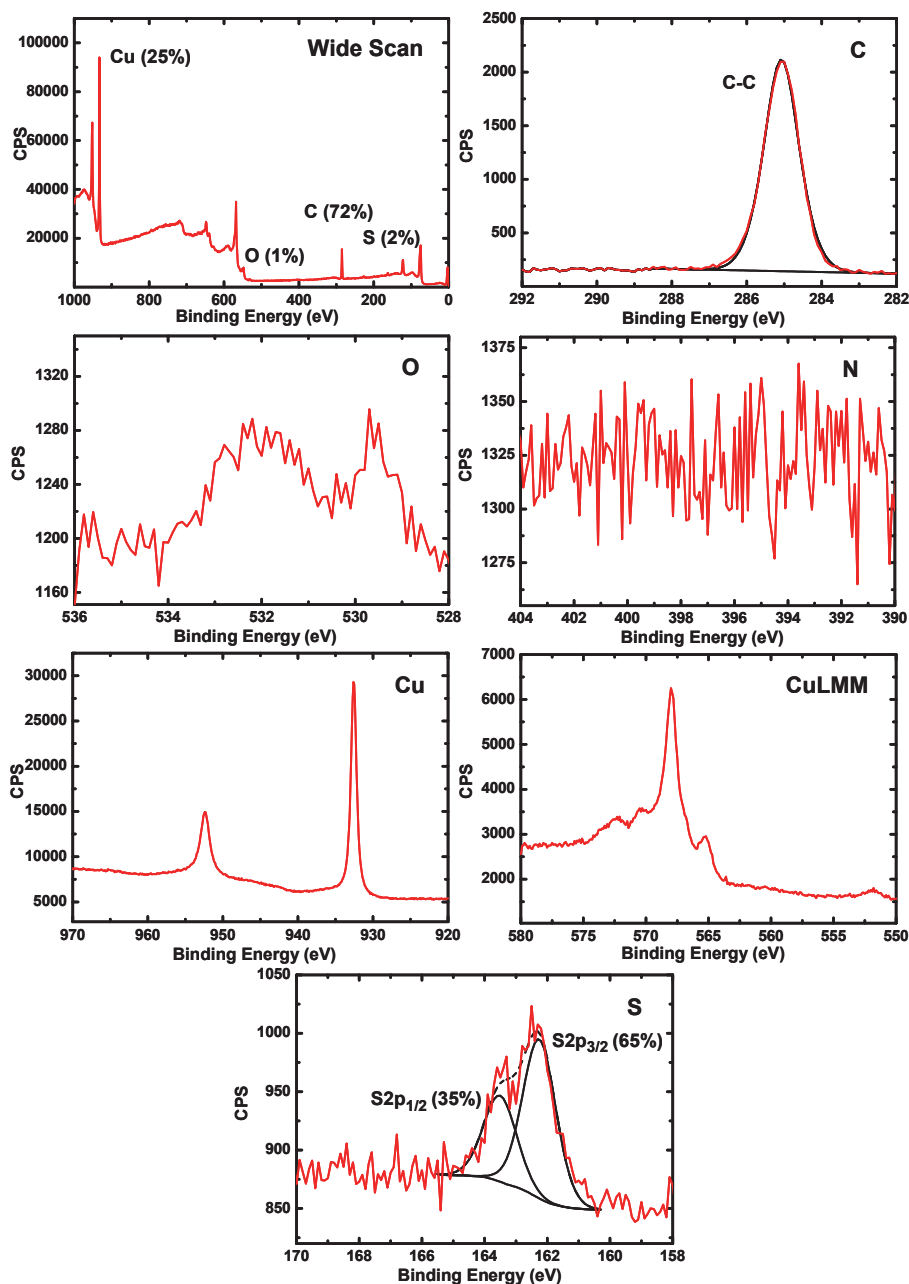 Wide Scan
Cu (25%)
C (72%)
S (2%)
O (1%)
CPS
100000
80000
60000
40000
20000
0
1000 800 600 400 200 0
Binding Energy (eV)
C
C-C
CPS
2500
2000
1500
1000
500
0
292 290 288 286 284 282
Binding Energy (eV)
O
CPS
1320
1280
1240
1200
1160
536 534 532 530 528
Binding Energy (eV)
N
CPS
1375
1350
1325
1300
1275
404 402 400 398 396 394 392 390
Binding Energy (eV)
Cu
CPS
30000
25000
20000
15000
10000
5000
970 960 950 940 930 920
Binding Energy (eV)
CuLMM
CPS
7000
6000
5000
4000
3000
2000
580 575 570 565 560 555 550
Binding Energy (eV)
S
S2p3/2 (65%)
S2p1/2 (35%)
CPS
1050
1000
950
900
850
170 168 166 164 162 160 158
Binding Energy (eV)